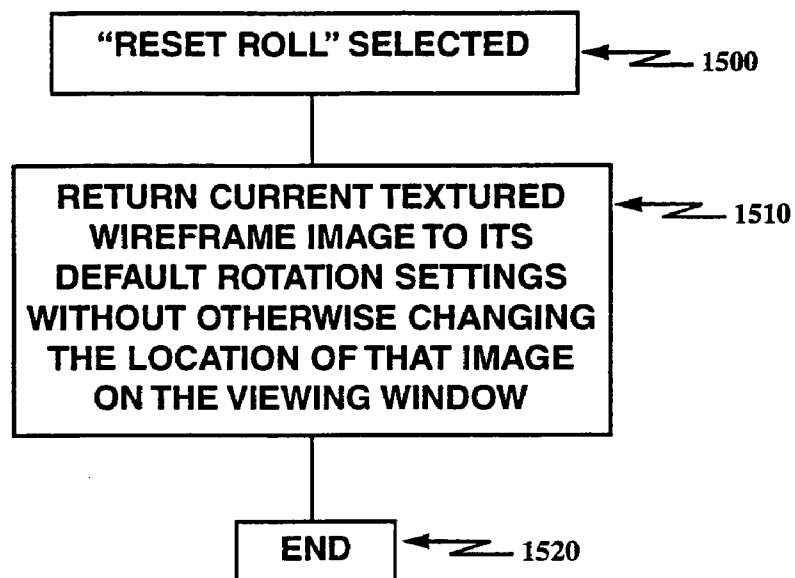 “RESET ROLL” SELECTED
1500
RETURN CURRENT TEXTURED
WIREFRAME IMAGE TO ITS
DEFAULT ROTATION SETTINGS
WITHOUT OTHERWISE CHANGING
THE LOCATION OF THAT IMAGE
ON THE VIEWING WINDOW
1510
END
1520